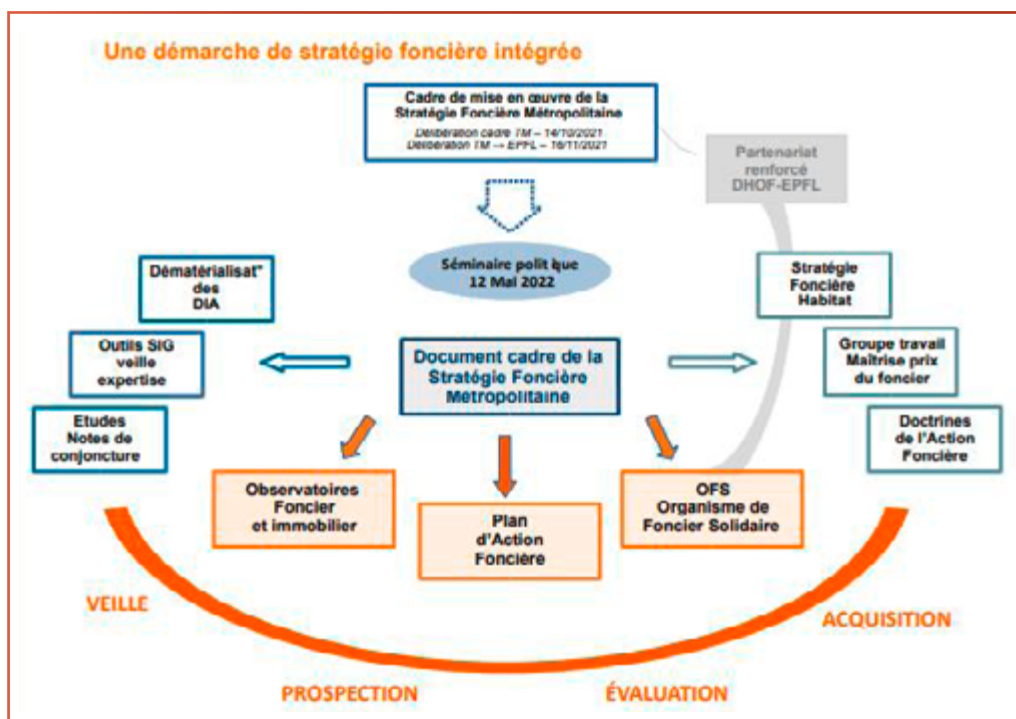 Une démarche de stratégie foncière intégrée
Cadre de mise en œuvre de la
Stratégie Foncière Métropolitaine
Délibération cadre TM – 14/10/2021
Délibération TM → EPFL – 16/11/2021
Partenariat
renforcé
DHOF-EPFL
Séminaire politique
12 Mai 2022
Dématérialisat°
des
DIA
Outils SIG
veille
expertise
Etudes
Notes de
conjoncture
Document cadre de la
Stratégie Foncière
Métropolitaine
Stratégie
Foncière
Habitat
Groupe travail
Maîtrise prix
du foncier
Doctrines
de l'Action
Foncière
Observatoires
Foncier
et immobilier
Plan
d'Action
Foncière
OFS
Organisme de
Foncier Solidaire
VEILLE
PROSPECTION
ÉVALUATION
ACQUISITION